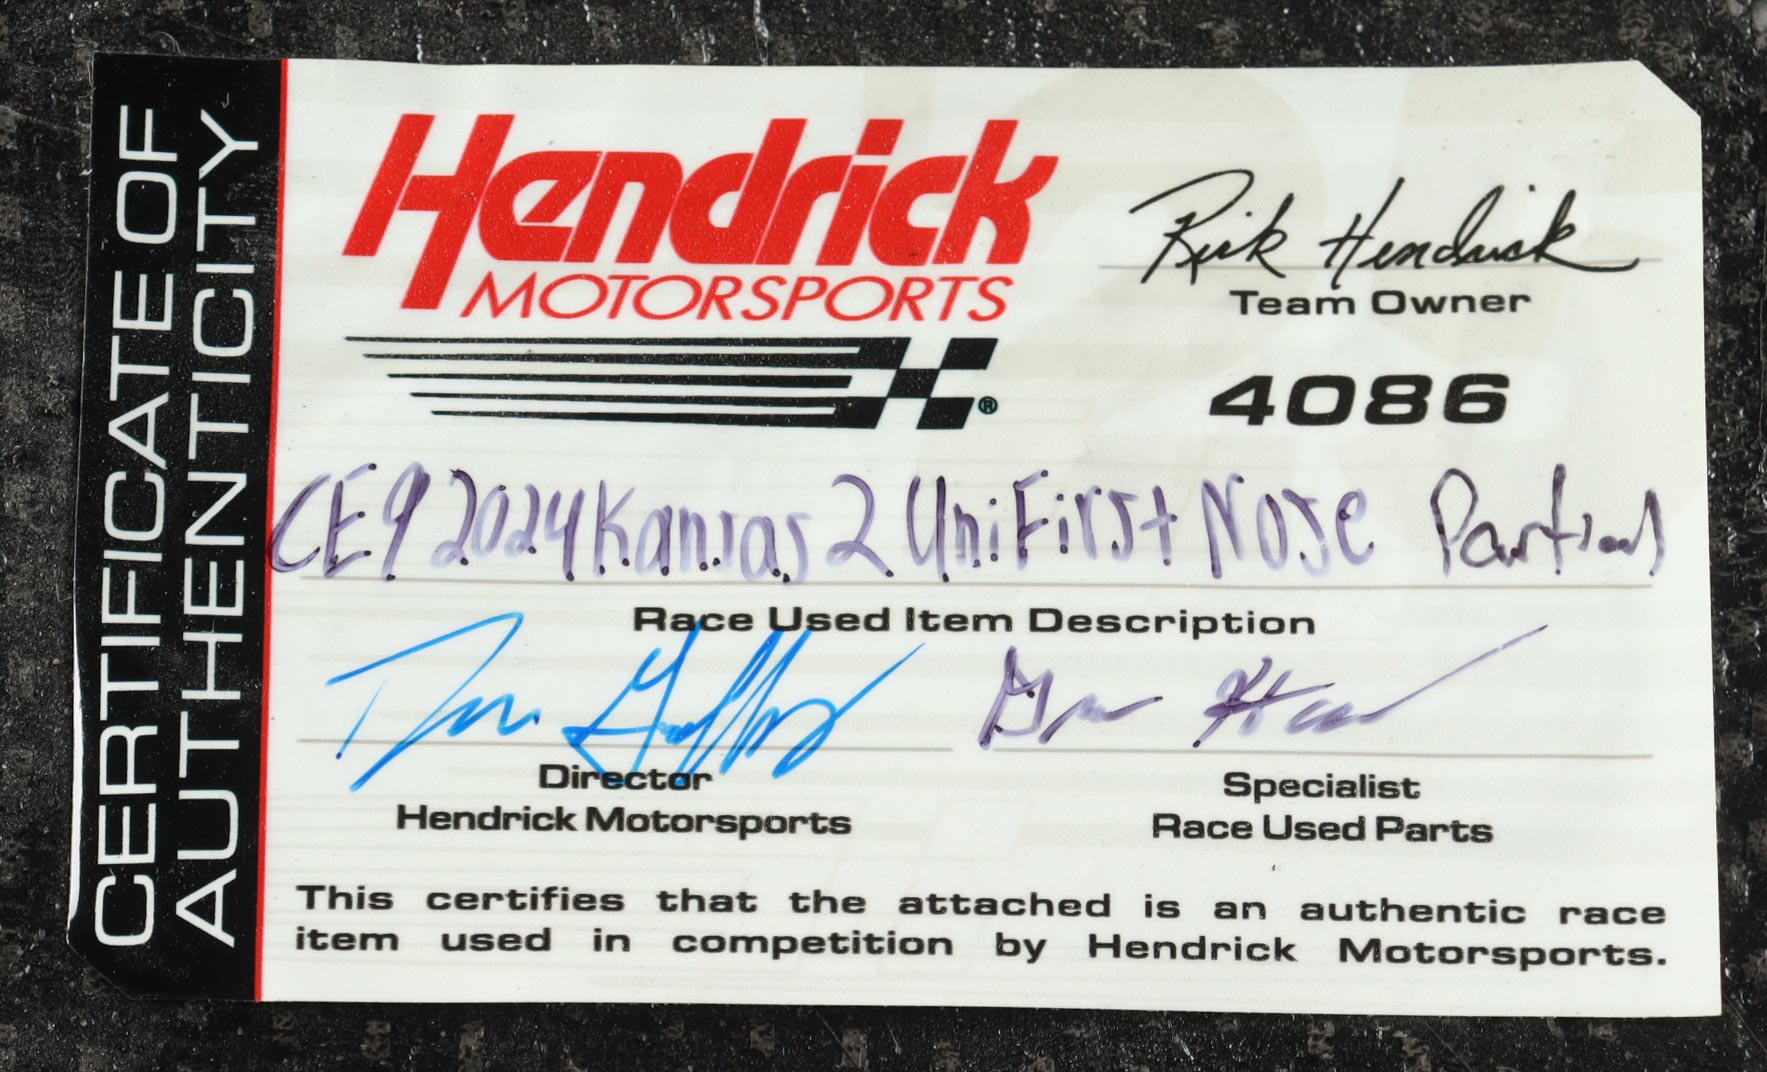 CERTIFICATE OF
AUTHENTICITY
Hendrick
MOTORSPORTS
®
Rick Hendrick
Team Owner
4086
CE9 2024 Kansas 2 UniFirst Nose Partial
Race Used Item Description
Director
Hendrick Motorsports
Specialist
Race Used Parts
This certifies that the attached is an authentic race
item used in competition by Hendrick Motorsports.